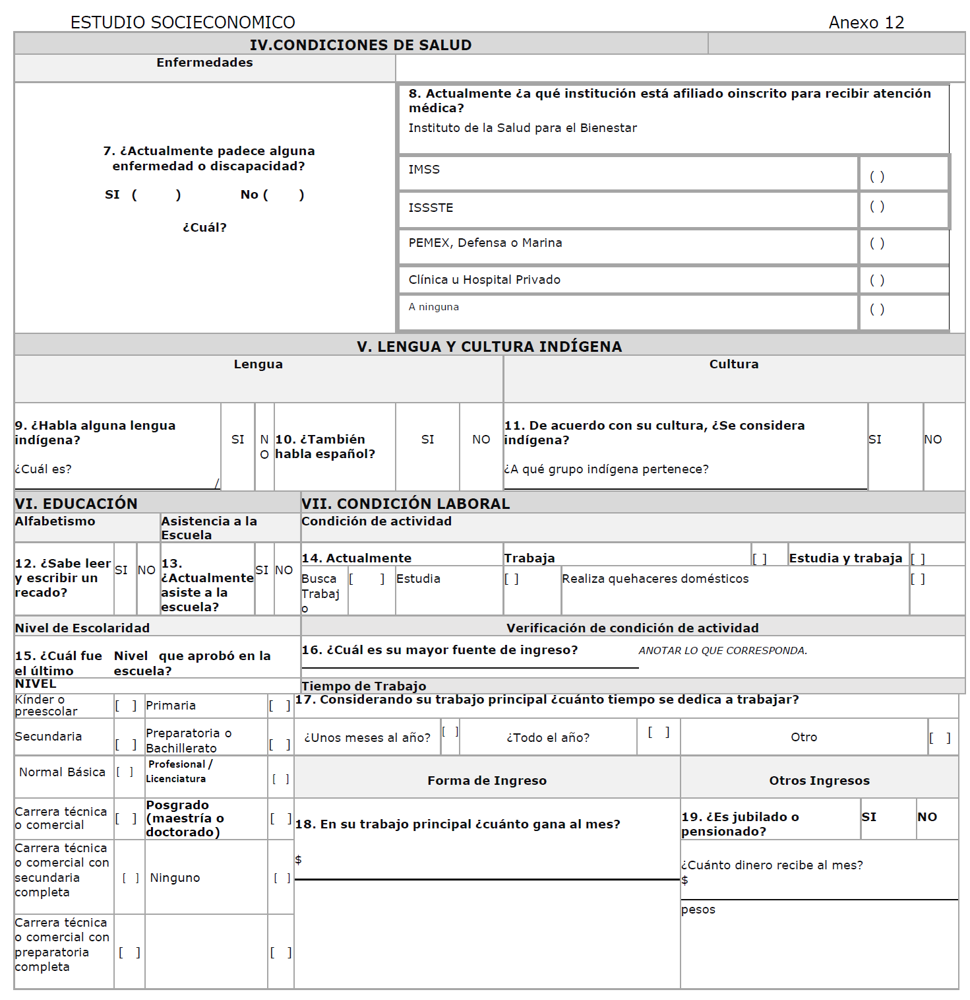 ESTUDIO SOCIECONOMICO Anexo 12
IV.CONDICIONES DE SALUD
Enfermedades
7. ¿Actualmente padece alguna
enfermedad o discapacidad?
SI ( ) No ( )
¿Cuál?
8. Actualmente ¿a qué institución está afiliado oinscrito para recibir atención
médica?
Instituto de la Salud para el Bienestar
IMSS ( )
ISSSTE ( )
PEMEX, Defensa o Marina ( )
Clínica u Hospital Privado ( )
A ninguna ( )
V. LENGUA Y CULTURA INDÍGENA
Lengua Cultura
9. ¿Habla alguna lengua
indígena?
¿Cuál es?
/
SI
N
O
10. ¿También
habla español?
SI NO
11. De acuerdo con su cultura, ¿Se considera
indígena?
¿A qué grupo indígena pertenece?
SI NO
VI. EDUCACIÓN VII. CONDICIÓN LABORAL
Alfabetismo
Asistencia a la
Escuela
Condición de actividad
12. ¿Sabe leer
y escribir un
recado?
SI NO
13.
¿Actualmente
asiste a la
escuela?
SI NO
14. Actualmente Trabaja [ ] Estudia y trabaja [ ]
Busca
Trabaj
o
[ ] Estudia [ ] Realiza quehaceres domésticos [ ]
Nivel de Escolaridad Verificación de condición de actividad
15. ¿Cuál fue Nivel que aprobó en la
el último escuela?
16. ¿Cuál es su mayor fuente de ingreso? ANOTAR LO QUE CORRESPONDA.
NIVEL Tiempo de Trabajo
Kínder o
preescolar
[ ] Primaria [ ]
17. Considerando su trabajo principal ¿cuánto tiempo se dedica a trabajar?
Secundaria [ ]
Preparatoria o
Bachillerato
[ ]
¿Unos meses al año? [ ] ¿Todo el año? [ ] Otro [ ]
Normal Básica [ ]
Profesional /
Licenciatura
[ ]
Forma de Ingreso Otros Ingresos
Carrera técnica
o comercial
[ ]
Posgrado
(maestría o
doctorado)
[ ]
18. En su trabajo principal ¿cuánto gana al mes?
$
19. ¿Es jubilado o
pensionado?
SI NO
Carrera técnica
o comercial con
secundaria
completa
[ ] Ninguno [ ]
¿Cuánto dinero recibe al mes?
$
pesos
Carrera técnica
o comercial con
preparatoria
completa
[ ] [ ]